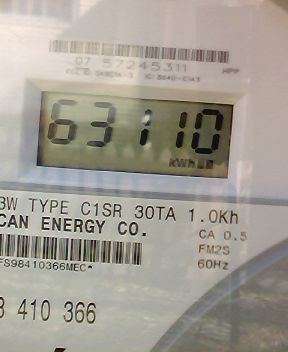 07 57245311
HPP
63110
kWh
3W TYPE C1SR 30TA 1.0Kh
CAN ENERGY CO.
CA 0.5
FM2S
60Hz
FS98410366MEC*
8 410 366